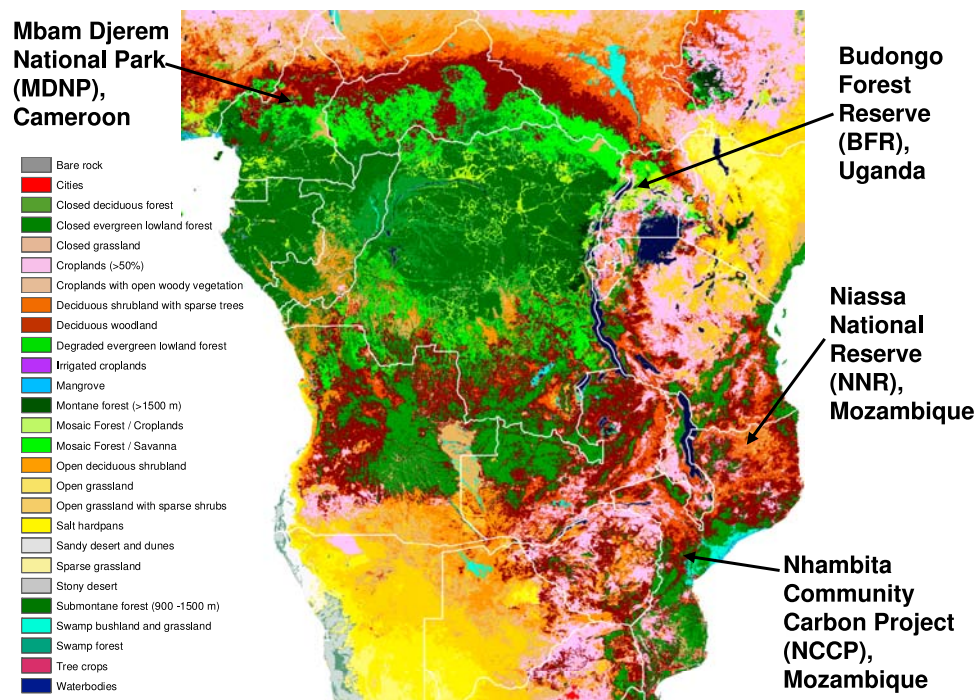 Mbam Djerem
National Park
(MDNP),
Cameroon
Budongo
Forest
Reserve
(BFR),
Uganda
Bare rock
Cities
Closed deciduous forest
Closed evergreen lowland forest
Closed grassland
Croplands (>50%)
Croplands with open woody vegetation
Deciduous shrubland with sparse trees
Deciduous woodland
Degraded evergreen lowland forest
Irrigated croplands
Mangrove
Montane forest (>1500 m)
Mosaic Forest / Croplands
Mosaic Forest / Savanna
Open deciduous shrubland
Open grassland
Open grassland with sparse shrubs
Salt hardpans
Sandy desert and dunes
Sparse grassland
Stony desert
Submontane forest (900 -1500 m)
Swamp bushland and grassland
Swamp forest
Tree crops
Waterbodies
Niassa
National
Reserve
(NNR),
Mozambique
Nhambita
Community
Carbon Project
(NCCP),
Mozambique